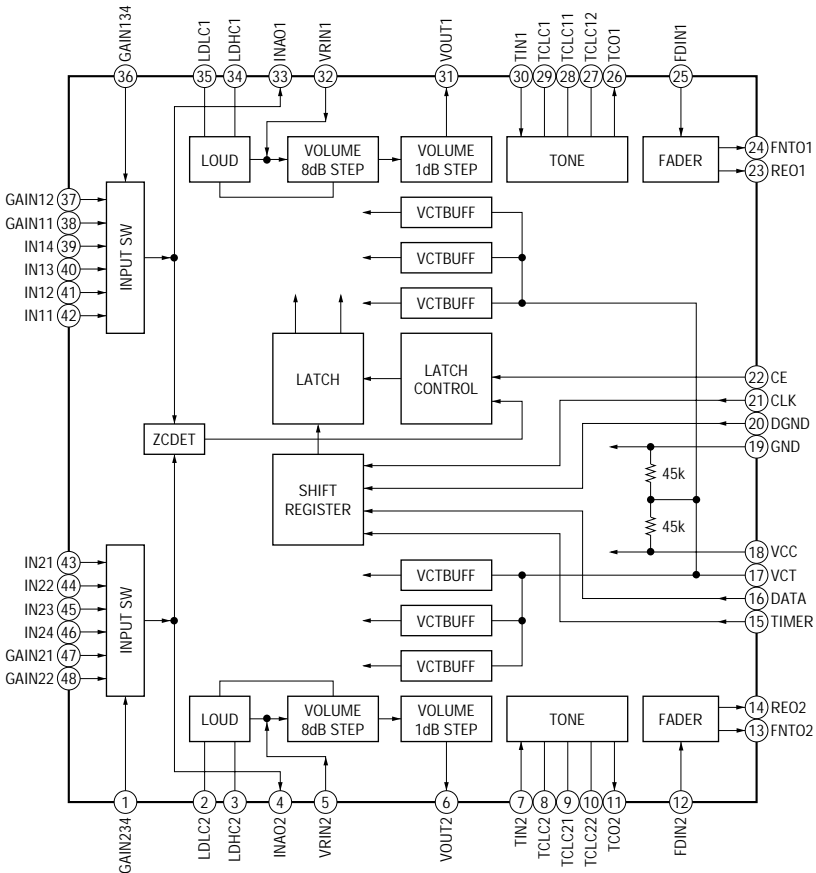 GAIN134
LDLC1
LDHC1
INAO1
VRIN1
VOUT1
TIN1
TCLC1
TCLC11
TCLC12
TCO1
FDIN1
36
35
34
33
32
31
30
29
28
27
26
25
LOUD
VOLUME
8dB STEP
VOLUME
1dB STEP
TONE
FADER
24 FNTO1
23 REO1
GAIN12 37
GAIN11 38
IN14 39
IN13 40
IN12 41
IN11 42
INPUT SW
VCTBUFF
VCTBUFF
VCTBUFF
LATCH
LATCH
CONTROL
22 CE
21 CLK
20 DGND
19 GND
ZCDET
SHIFT
REGISTER
45k
45k
18 VCC
17 VCT
16 DATA
15 TIMER
IN21 43
IN22 44
IN23 45
IN24 46
GAIN21 47
GAIN22 48
INPUT SW
VCTBUFF
VCTBUFF
VCTBUFF
LOUD
VOLUME
8dB STEP
VOLUME
1dB STEP
TONE
FADER
14 REO2
13 FNTO2
1
2
3
4
5
6
7
8
9
10
11
12
GAIN234
LDLC2
LDHC2
INAO2
VRIN2
VOUT2
TIN2
TCLC2
TCLC21
TCLC22
TCO2
FDIN2